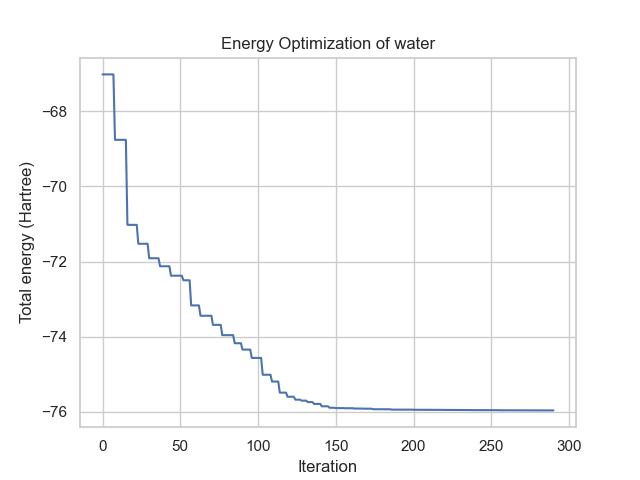 Energy Optimization of water
Total energy (Hartree)
−68
−70
−72
−74
−76
0 50 100 150 200 250 300
Iteration